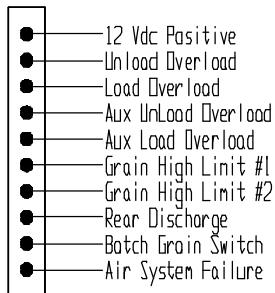 12 Vdc Positive
Unload Overload
Load Overload
Aux UnLoad Overload
Aux Load Overload
Grain High Limit #1
Grain High Limit #2
Rear Discharge
Batch Grain Switch
Air System Failure